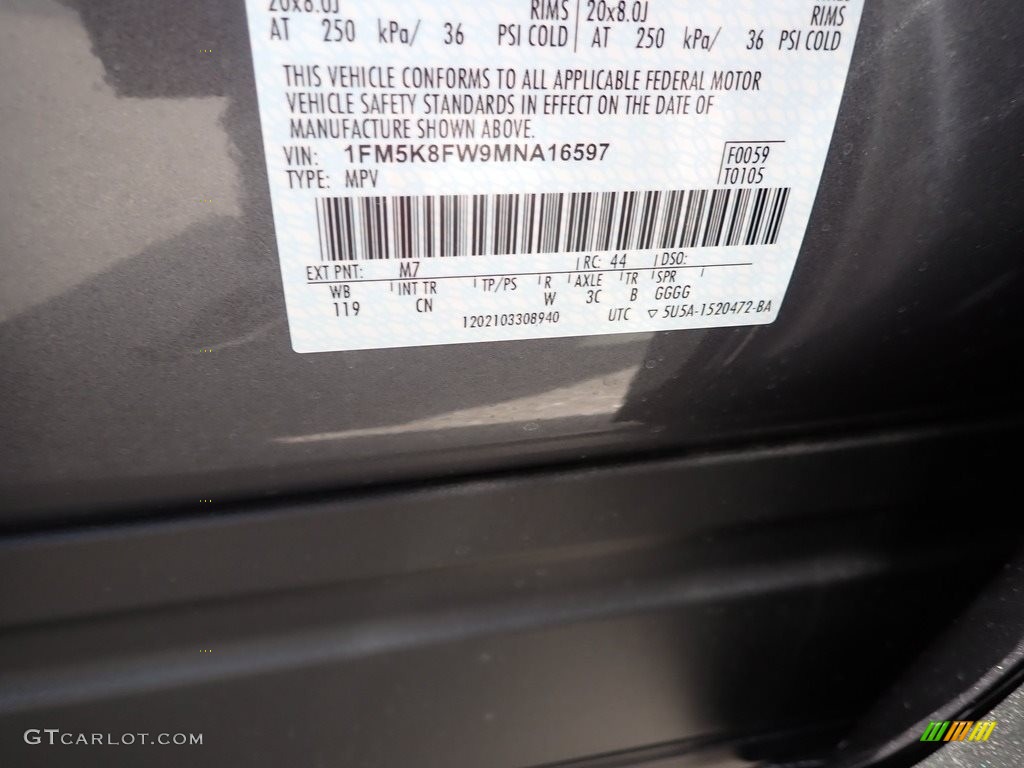 20x8.0J RIMS 20x8.0J RIMS
AT 250 kPa/ 36 PSI COLD AT 250 kPa/ 36 PSI COLD
THIS VEHICLE CONFORMS TO ALL APPLICABLE FEDERAL MOTOR
VEHICLE SAFETY STANDARDS IN EFFECT ON THE DATE OF
MANUFACTURE SHOWN ABOVE.
VIN: 1FM5K8FW9MNA16597 F0059
TYPE: MPV T0105
EXT PNT: M7 RC: 44 DSO:
WB INT TR TP/PS R AXLE TR SPR
119 CN W 3C B GGGG
1202103308940 UTC ▽ 5U5A-1520472-BA
GTCARLOT.COM